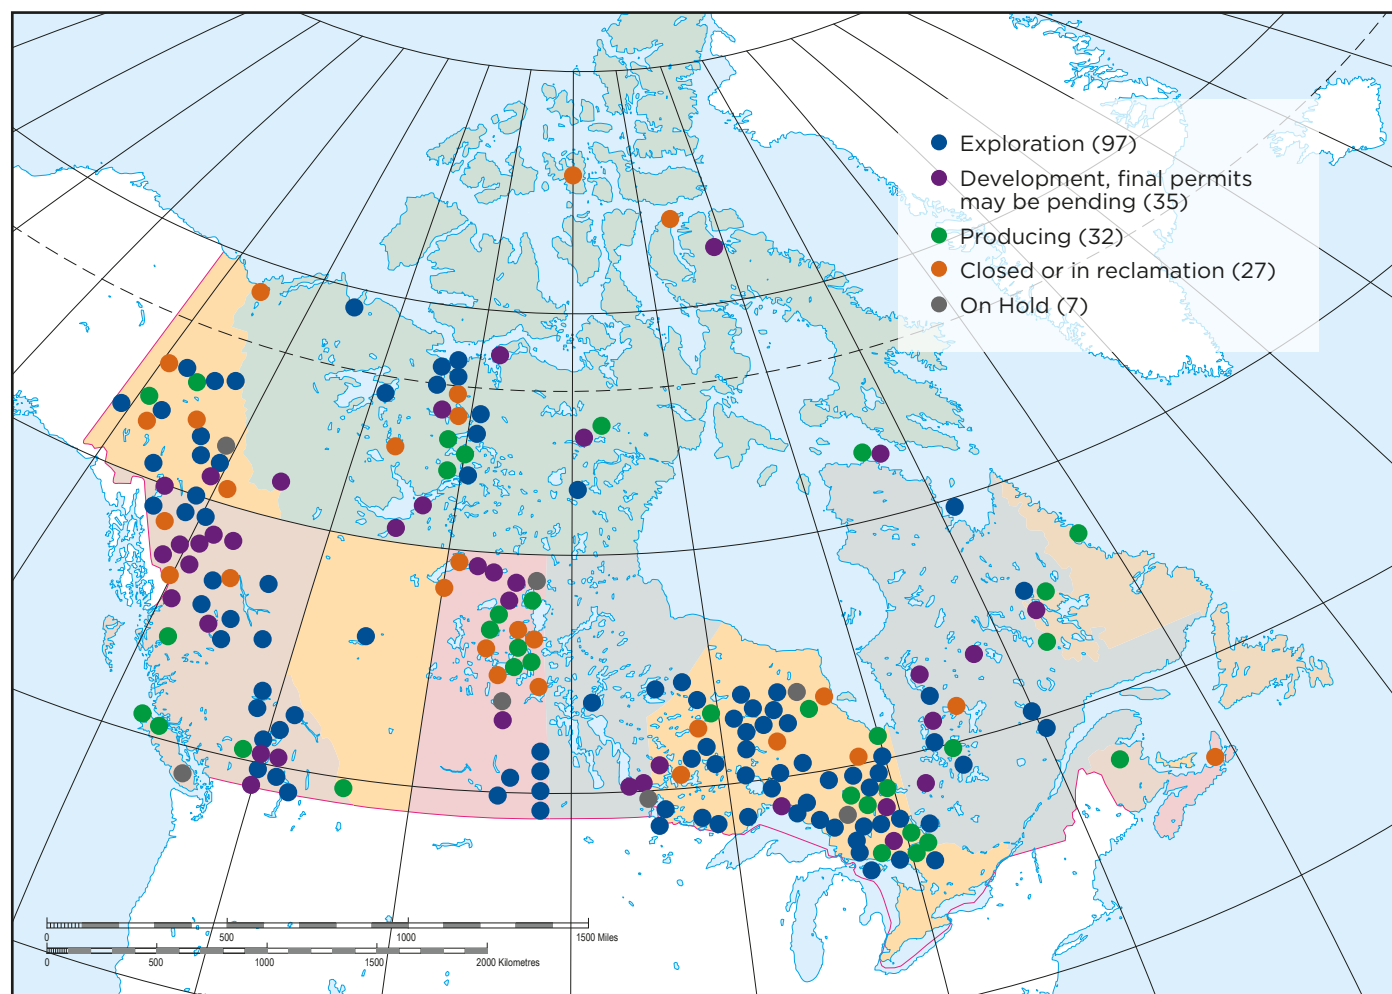 Exploration (97)
Development, final permits
may be pending (35)
Producing (32)
Closed or in reclamation (27)
On Hold (7)
0 500 1000 1500 Miles
0 500 1000 1500 2000 Kilometres